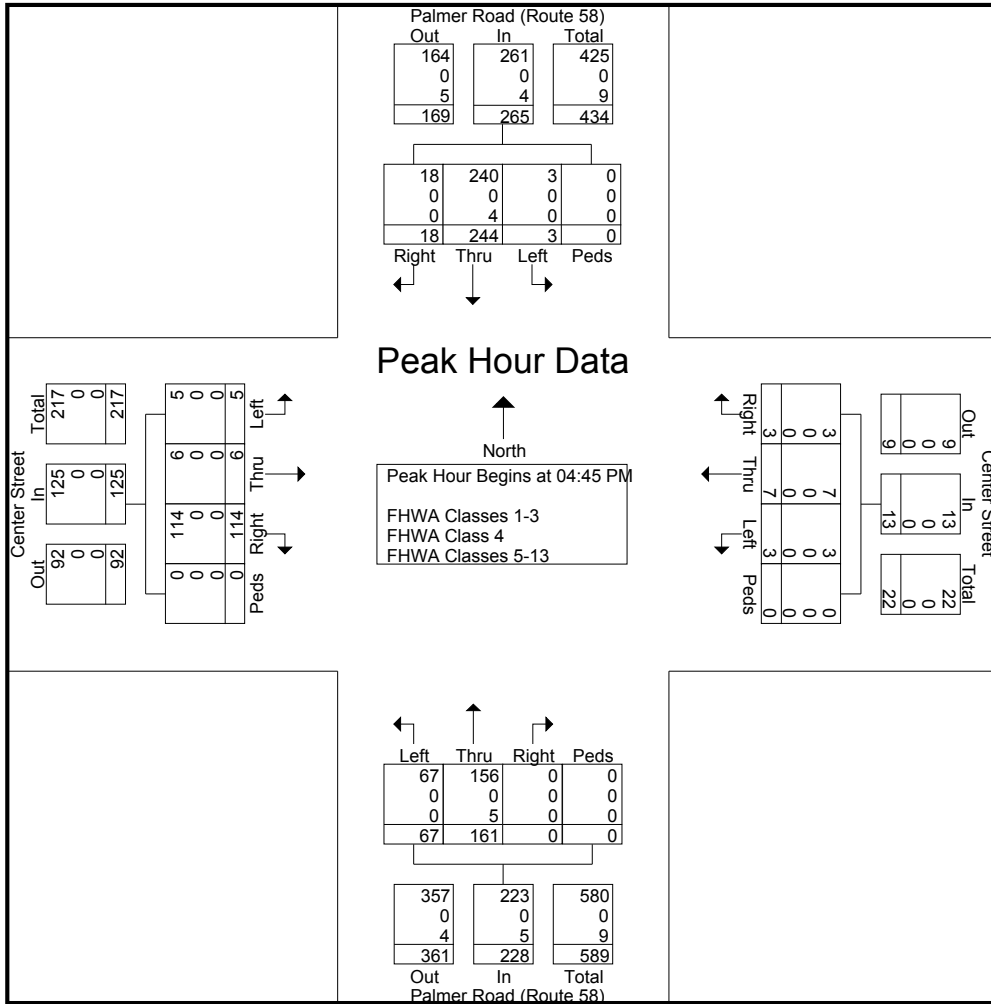 Palmer Road (Route 58)
Out In Total
164 261 425
0 0 0
5 4 9
169 265 434
18 240 3 0
0 0 0 0
0 4 0 0
18 244 3 0
Right Thru Left Peds
Peak Hour Data
North
Peak Hour Begins at 04:45 PM
FHWA Classes 1-3
FHWA Class 4
FHWA Classes 5-13
Center Street
Out In Total
92 125 217
0 0 0
0 0 0
92 125 217
0 114 6 5
0 0 0 0
0 0 0 0
0 114 6 5
Peds Right Thru Left
Center Street
Out In Total
9 13 22
0 0 0
0 0 0
9 13 22
3 7 3 0
0 0 0 0
0 0 0 0
3 7 3 0
Right Thru Left Peds
Left Thru Right Peds
67 156 0 0
0 0 0 0
0 5 0 0
67 161 0 0
357 223 580
0 0 0
4 5 9
361 228 589
Out In Total
Palmer Road (Route 58)